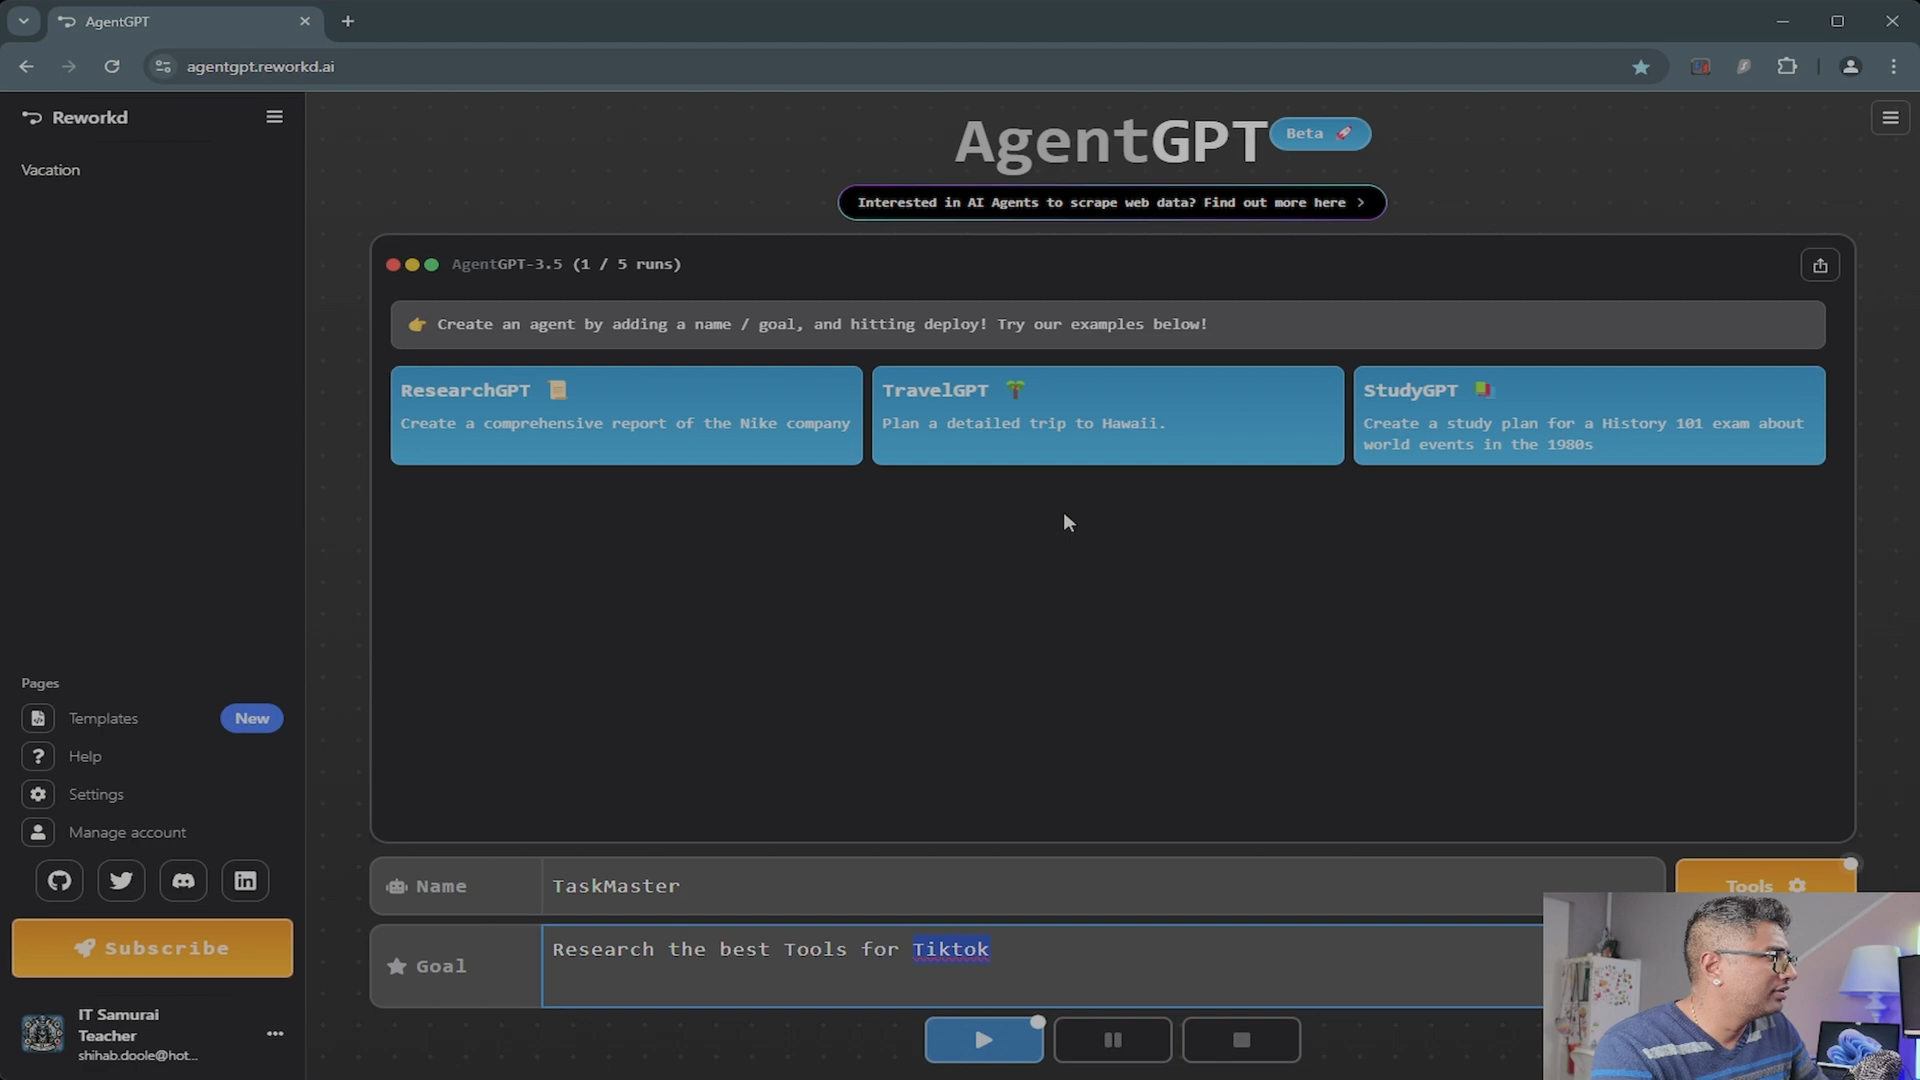 AgentGPT
agentgpt.reworkd.ai
Reworkd
Vacation
AgentGPT
Beta
Interested in AI Agents to scrape web data? Find out more here >
AgentGPT-3.5 (1 / 5 runs)
Create an agent by adding a name / goal, and hitting deploy! Try our examples below!
ResearchGPT
Create a comprehensive report of the Nike company
TravelGPT
Plan a detailed trip to Hawaii.
StudyGPT
Create a study plan for a History 101 exam about
world events in the 1980s
Pages
Templates
New
Help
Settings
Manage account
Subscribe
IT Samurai
Teacher
shihab.doole@hot...
Name
TaskMaster
Tools
Goal
Research the best Tools for Tiktok